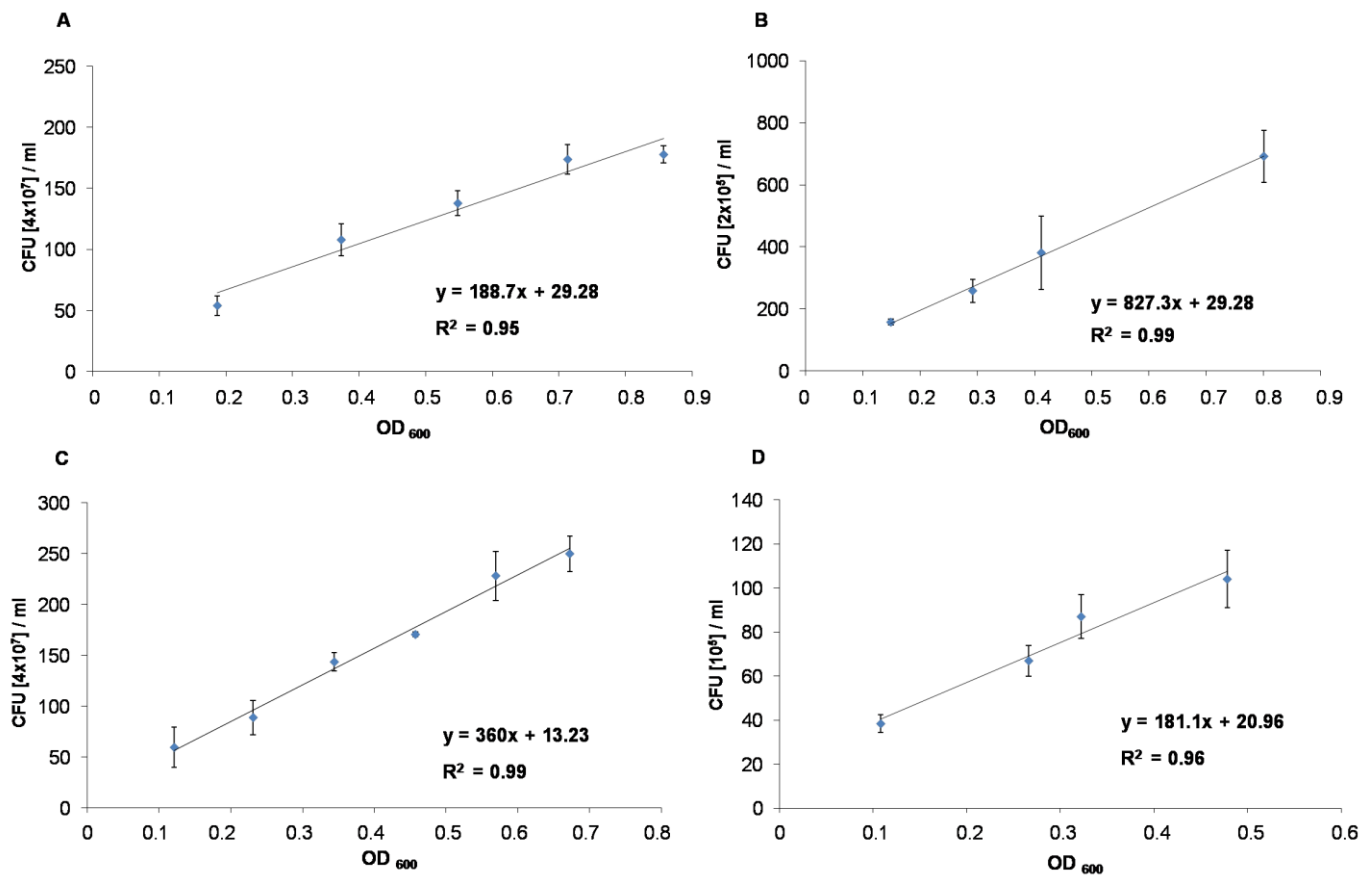 A
250
200
150
100
50
0
CFU [4x10⁷] / ml
y = 188.7x + 29.28
R² = 0.95
0 0.1 0.2 0.3 0.4 0.5 0.6 0.7 0.8 0.9
OD ₆₀₀
B
1000
800
600
400
200
0
CFU [2x10⁵] / ml
y = 827.3x + 29.28
R² = 0.99
0 0.1 0.2 0.3 0.4 0.5 0.6 0.7 0.8 0.9
OD₆₀₀
C
300
250
200
150
100
50
0
CFU [4x10⁷] / ml
y = 360x + 13.23
R² = 0.99
0 0.1 0.2 0.3 0.4 0.5 0.6 0.7 0.8
OD ₆₀₀
D
140
120
100
80
60
40
20
0
CFU [10⁵] / ml
y = 181.1x + 20.96
R² = 0.96
0 0.1 0.2 0.3 0.4 0.5 0.6
OD ₆₀₀